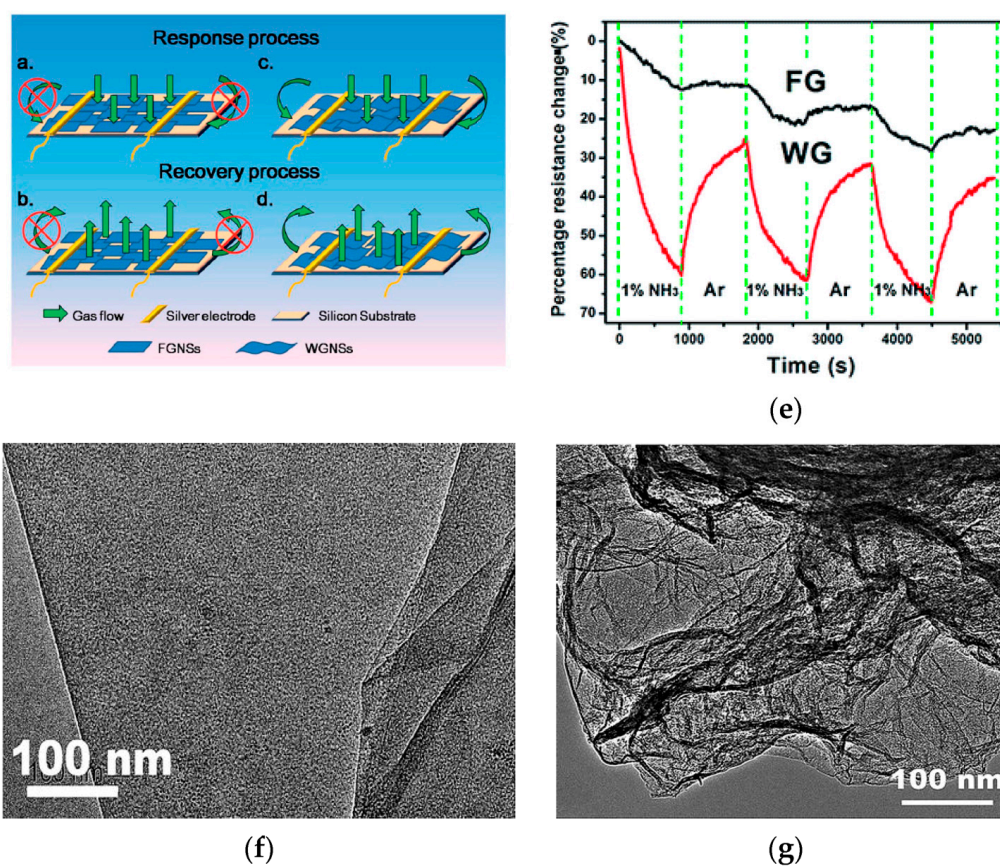 Response process
a.
c.
Recovery process
b.
d.
Gas flow
Silver electrode
Silicon Substrate
FGNSs
WGNSs
Percentage resistance change (%)
0
10
20
30
40
50
60
70
FG
WG
1% NH₃
Ar
1% NH₃
Ar
1% NH₃
Ar
0
1000
2000
3000
4000
5000
Time (s)
(e)
100 nm
100 nm
(f)
(g)